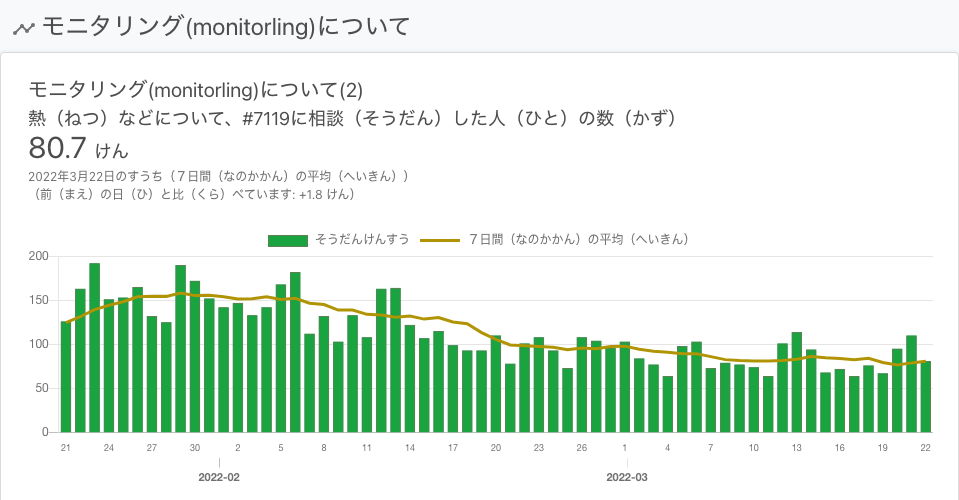 モニタリング(monitorling)について
モニタリング(monitorling)について(2)
熱（ねつ）などについて、#7119に相談（そうだん）した人（ひと）の数（かず）
80.7 けん
2022年3月22日のすうち（７日間（なのかかん）の平均（へいきん））
（前（まえ）の日（ひ）と比（くら）べています: +1.8 けん）
そうだんけんすう ７日間（なのかかん）の平均（へいきん）
200
150
100
50
0
21 24 27 30 2 5 8 11 14 17 20 23 26 1 4 7 10 13 16 19 22
2022-02 2022-03